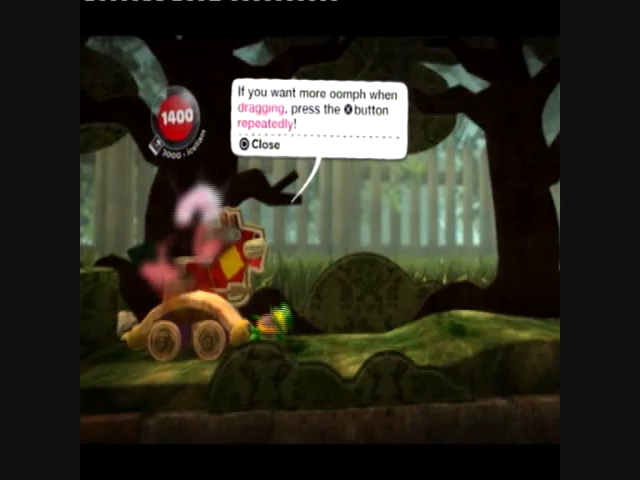 If you want more oomph when
dragging, press the ⓧ button
repeatedly!
Close
1400